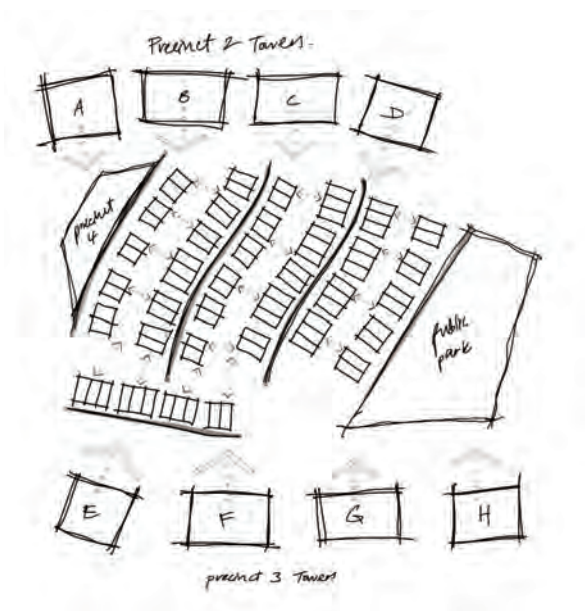 Precinct 2 Towers.
A
B
C
D
precinct
4
public
park
E
F
G
H
precinct 3 Towers